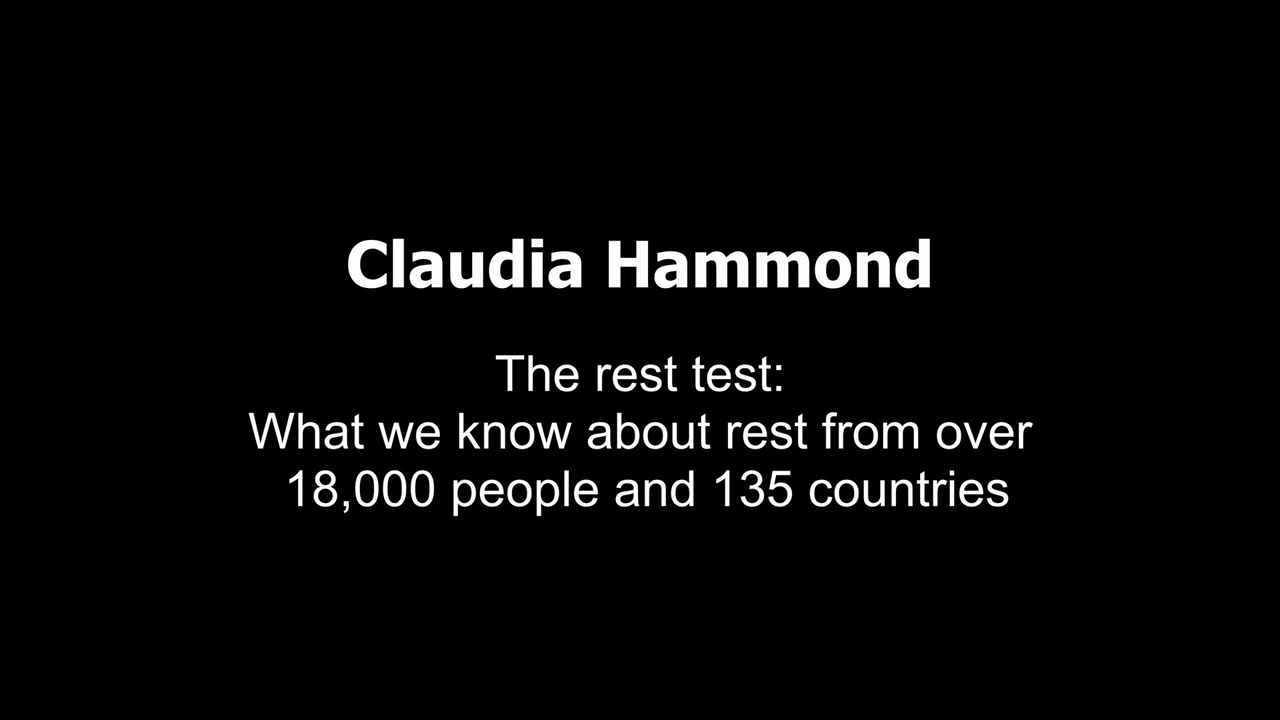 Claudia Hammond
The rest test:
What we know about rest from over
18,000 people and 135 countries